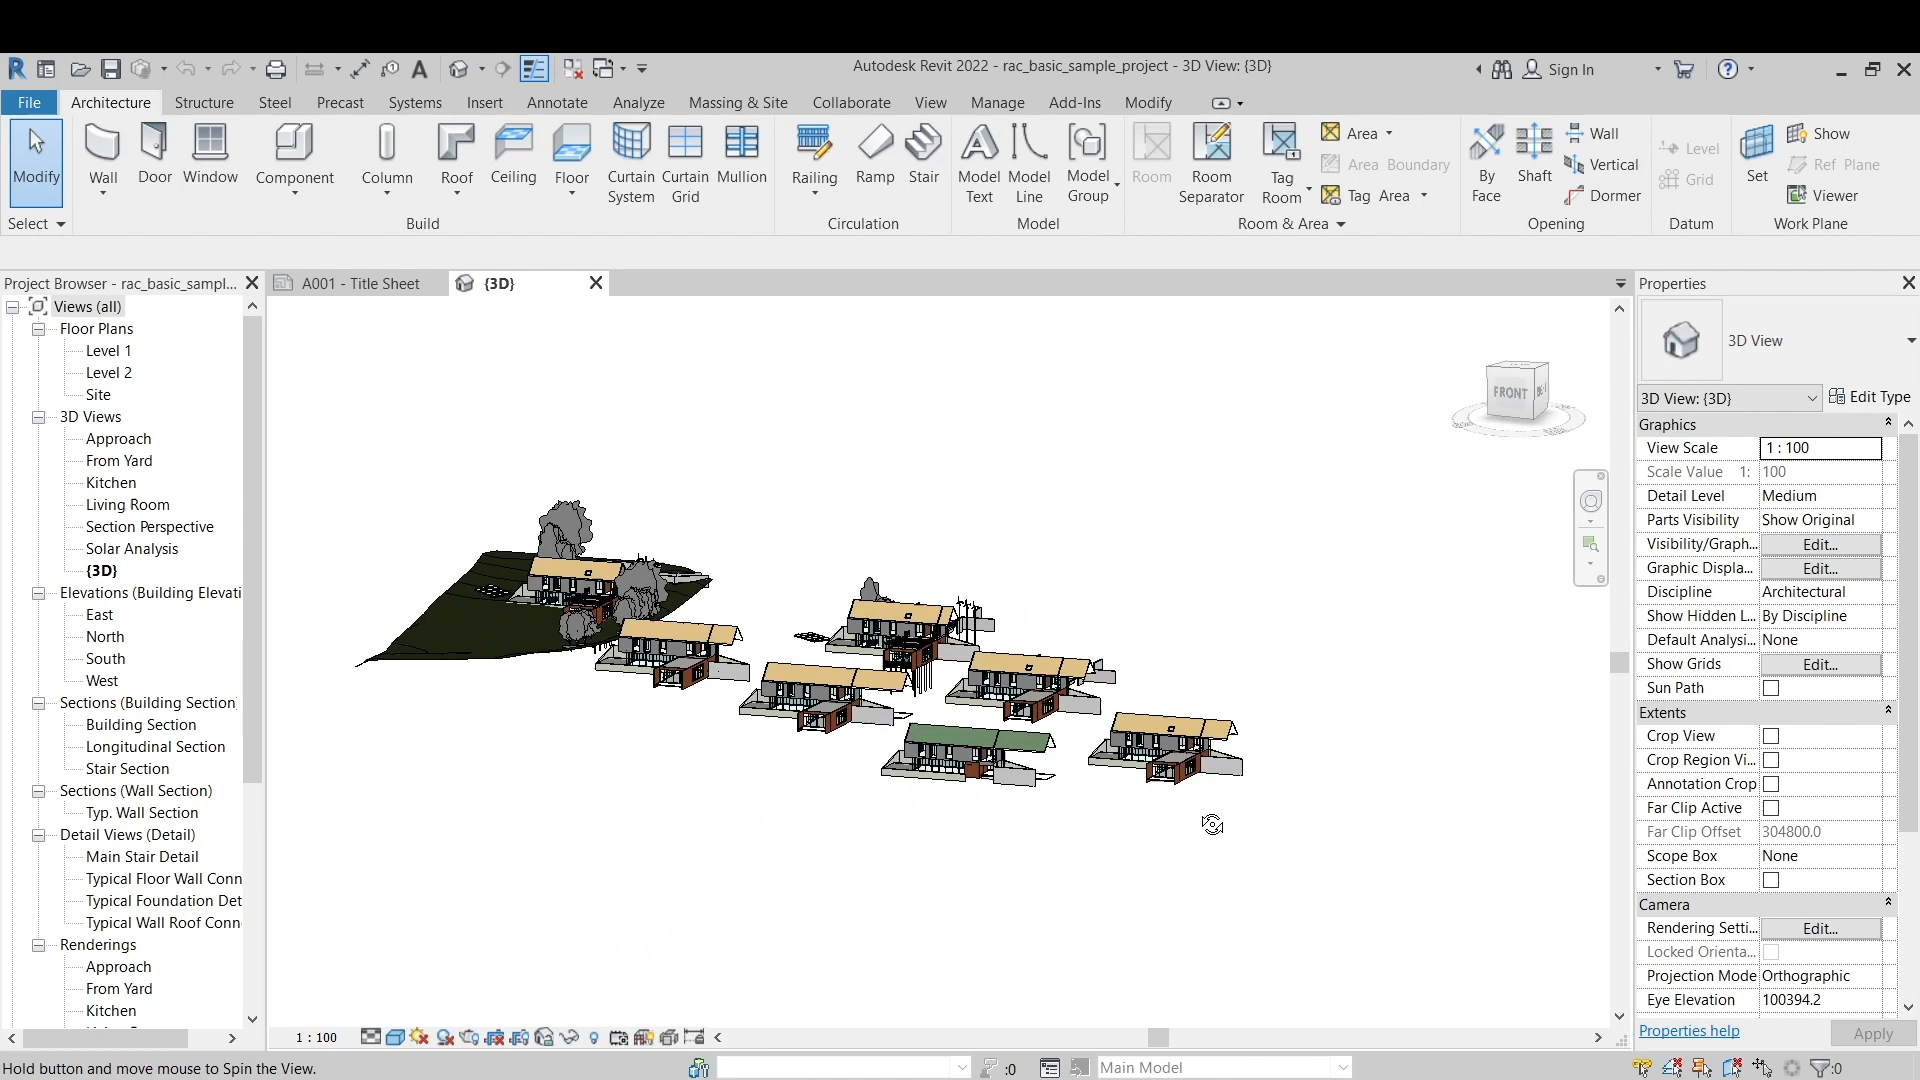 Autodesk Revit 2022 - rac_basic_sample_project - 3D View: {3D}
Sign In
File Architecture Structure Steel Precast Systems Insert Annotate Analyze Massing & Site Collaborate View Manage Add-Ins Modify
Modify
Wall
Door
Window
Component
Column
Roof
Ceiling
Floor
Curtain System
Curtain Grid
Mullion
Railing
Ramp
Stair
Model Text
Model Line
Model Group
Room
Room Separator
Tag Room
Area
Area Boundary
Tag Area
By Face
Shaft
Wall
Vertical
Dormer
Level
Grid
Set
Show
Ref Plane
Viewer
Select
Build
Circulation
Model
Room & Area
Opening
Datum
Work Plane
Project Browser - rac_basic_sampl...
Views (all)
Floor Plans
Level 1
Level 2
Site
3D Views
Approach
From Yard
Kitchen
Living Room
Section Perspective
Solar Analysis
{3D}
Elevations (Building Elevati
East
North
South
West
Sections (Building Section
Building Section
Longitudinal Section
Stair Section
Sections (Wall Section)
Typ. Wall Section
Detail Views (Detail)
Main Stair Detail
Typical Floor Wall Conn
Typical Foundation Det
Typical Wall Roof Conn
Renderings
Approach
From Yard
Kitchen
A001 - Title Sheet
{3D}
FRONT
1 : 100
Properties
3D View
3D View: {3D}
Edit Type
Graphics
View Scale 1 : 100
Scale Value 1: 100
Detail Level Medium
Parts Visibility Show Original
Visibility/Graph... Edit...
Graphic Displa... Edit...
Discipline Architectural
Show Hidden L... By Discipline
Default Analysi... None
Show Grids Edit...
Sun Path
Extents
Crop View
Crop Region Vi...
Annotation Crop
Far Clip Active
Far Clip Offset 304800.0
Scope Box None
Section Box
Camera
Rendering Setti... Edit...
Locked Orienta...
Projection Mode Orthographic
Eye Elevation 100394.2
Properties help
Apply
Hold button and move mouse to Spin the View.
:0
Main Model
:0